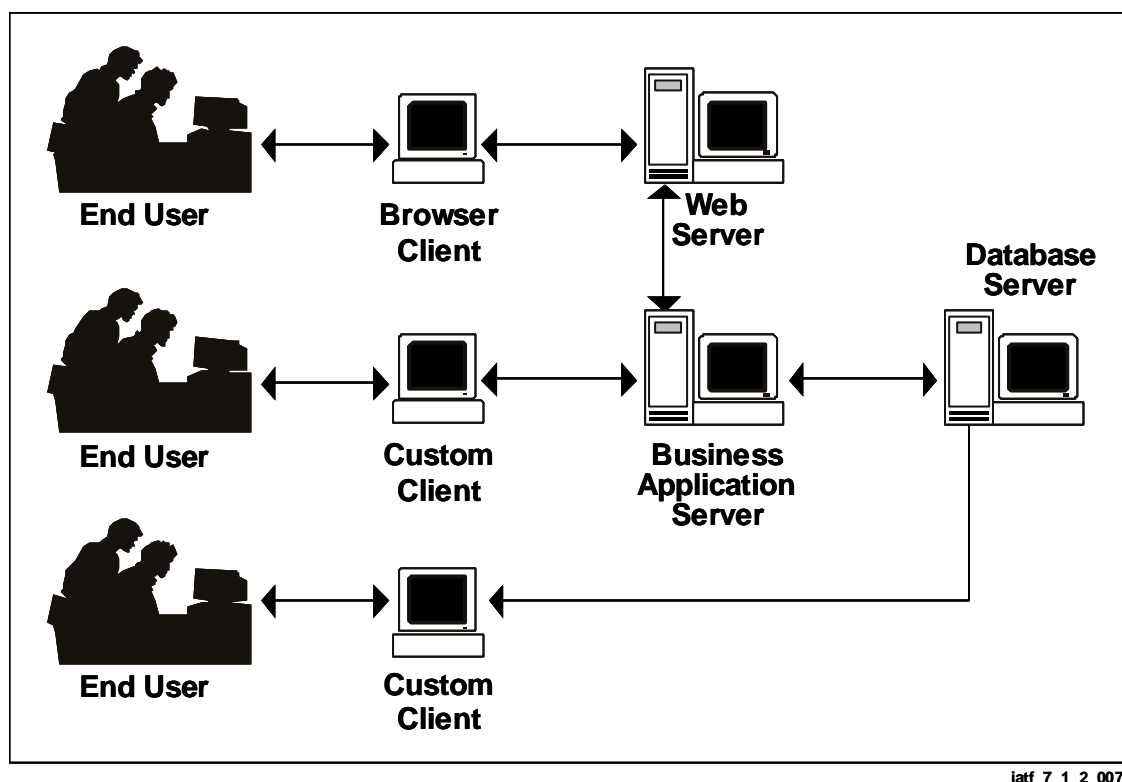 End User
Browser
Client
Web
Server
Database
Server
End User
Custom
Client
Business
Application
Server
End User
Custom
Client
iatf_7_1_2_007